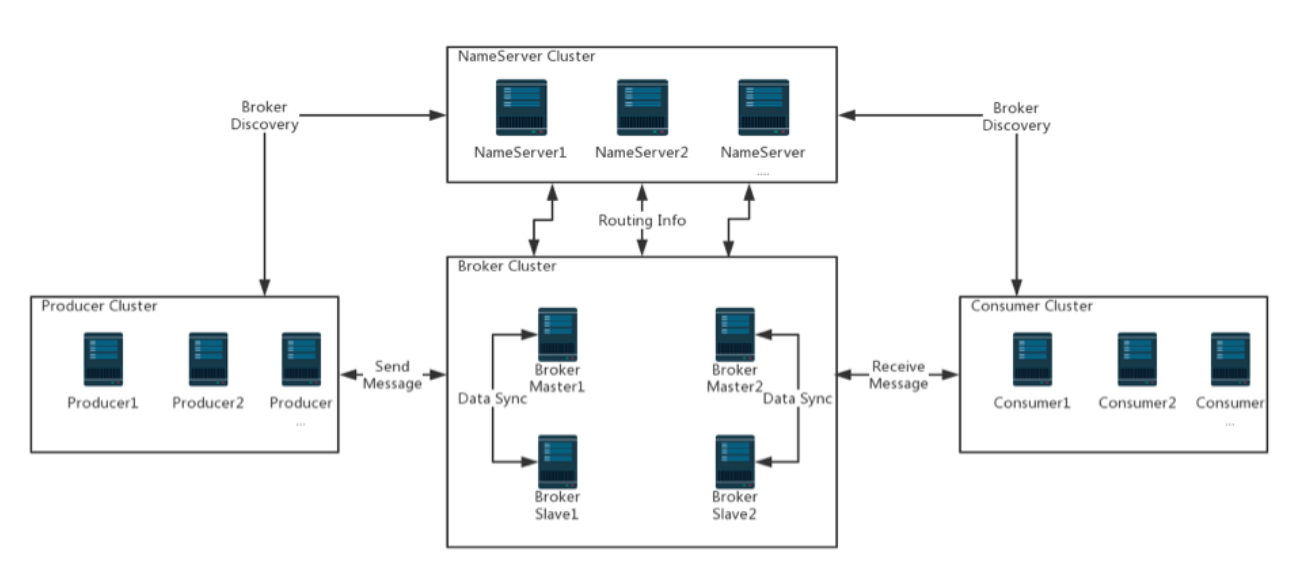 NameServer Cluster
NameServer1
NameServer2
NameServer
....
Broker
Discovery
Broker
Discovery
Routing Info
Producer Cluster
Producer1
Producer2
Producer
...
Send
Message
Broker Cluster
Broker
Master1
Broker
Master2
Data Sync
Data Sync
Broker
Slave1
Broker
Slave2
Receive
Message
Consumer Cluster
Consumer1
Consumer2
Consumer
...